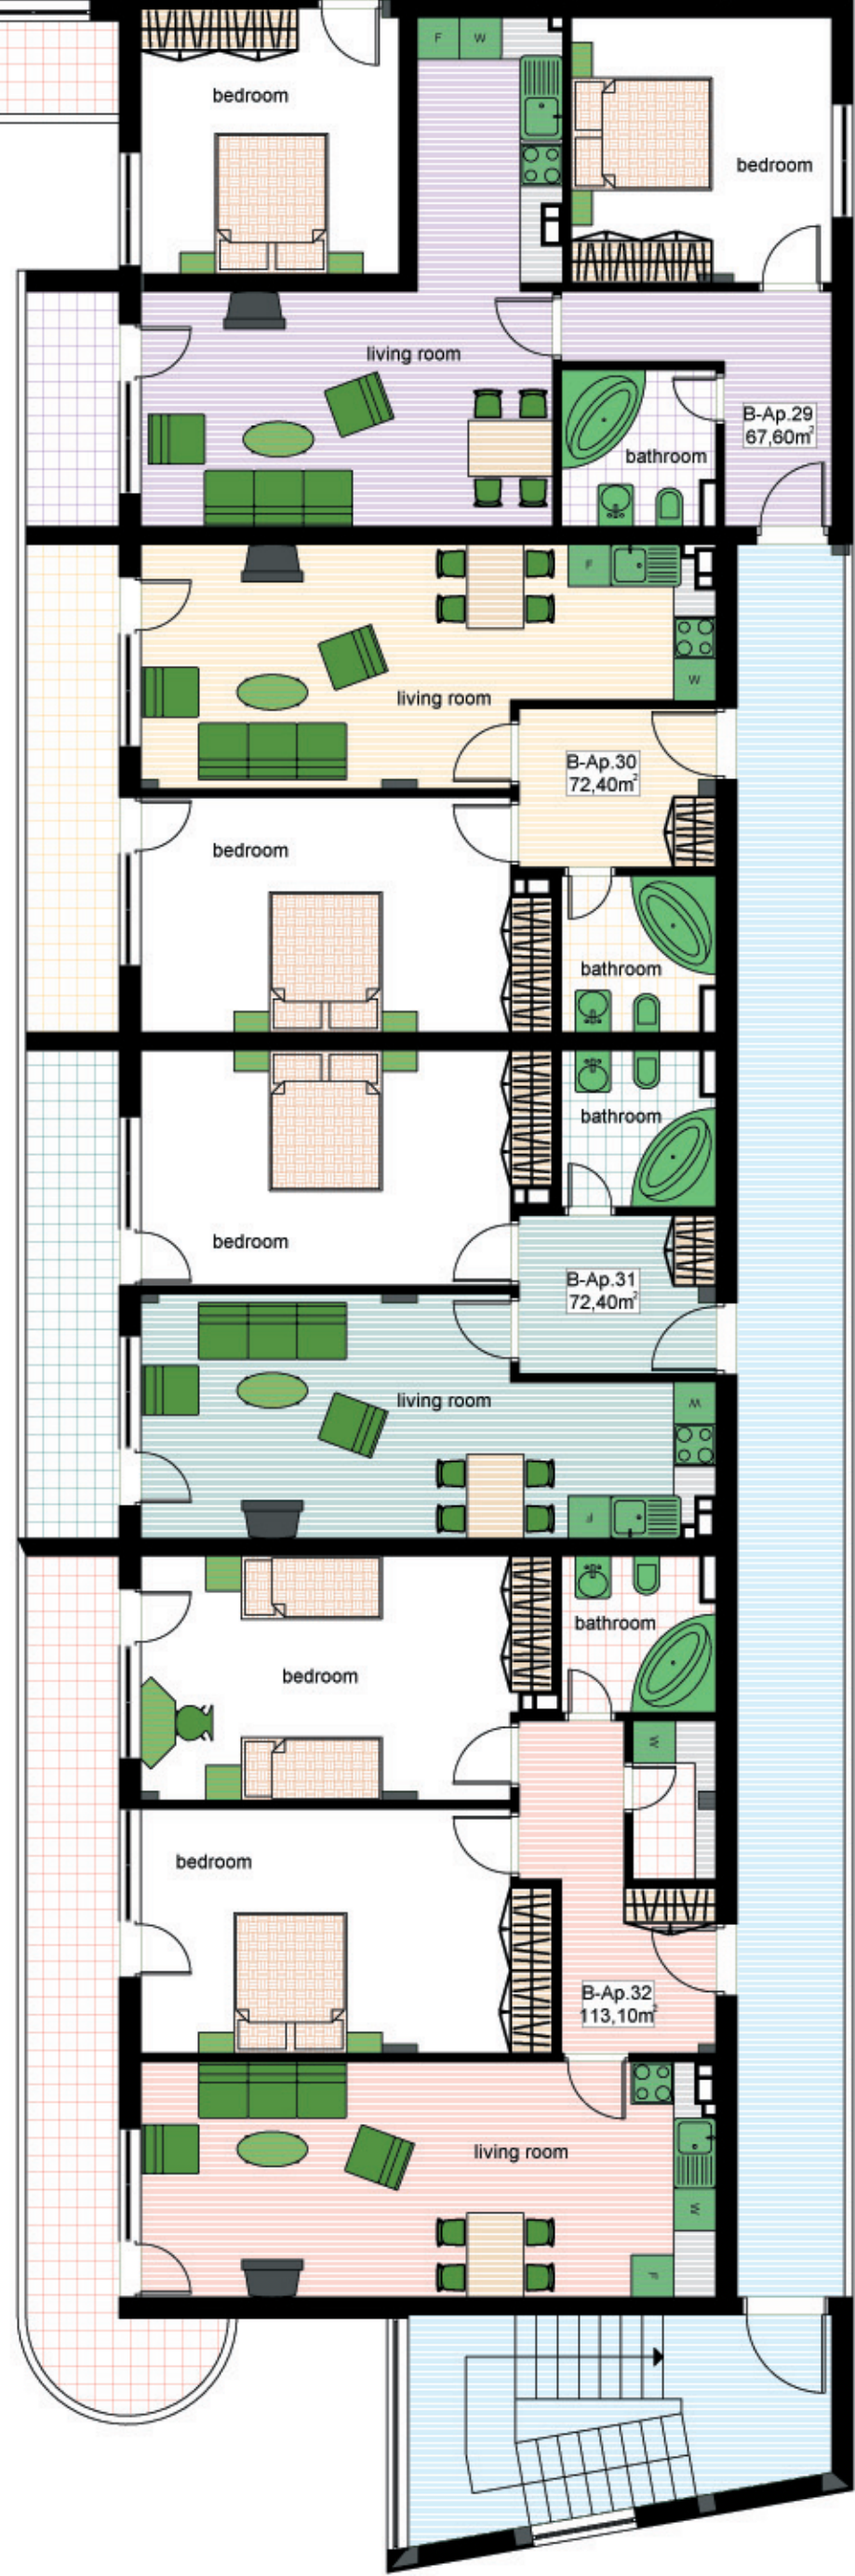 bedroom
F W
bedroom
living room
B-Ap.29
67,60m²
bathroom
F
W
living room
B-Ap.30
72,40m²
bedroom
bathroom
bathroom
bedroom
B-Ap.31
72,40m²
living room
W
F
bathroom
bedroom
W
bedroom
B-Ap.32
113,10m²
living room
W
F